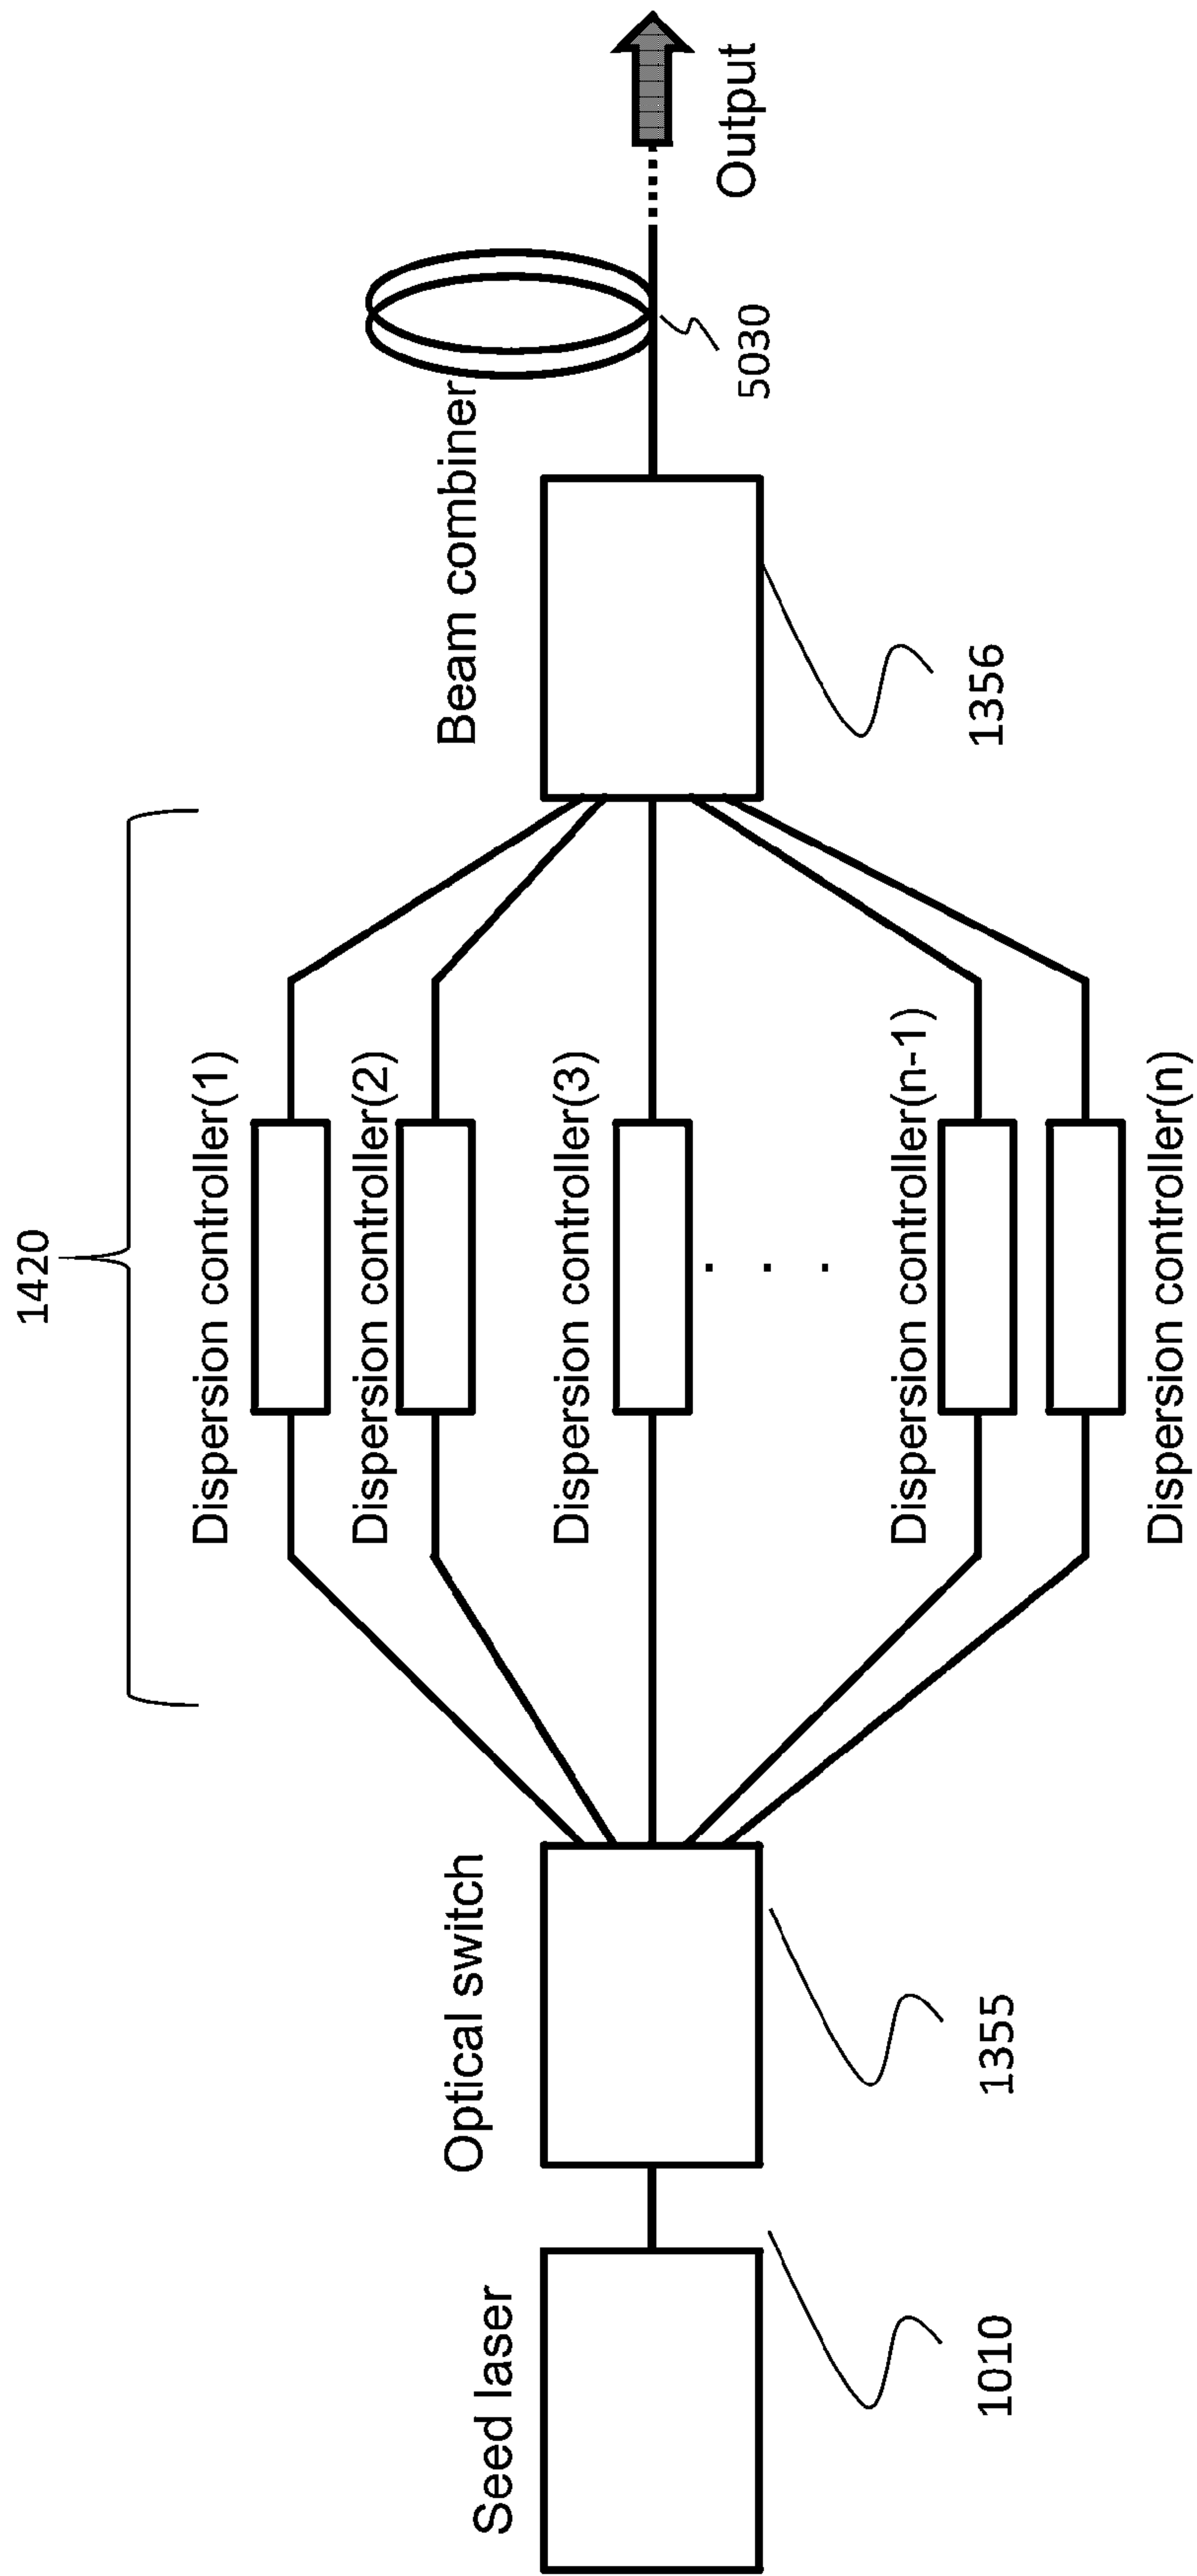 1420
Dispersion controller(1)
Dispersion controller(2)
Dispersion controller(3)
. . .
Dispersion controller(n-1)
Dispersion controller(n)
Seed laser
1010
Optical switch
1355
Beam combiner
1356
5030
Output